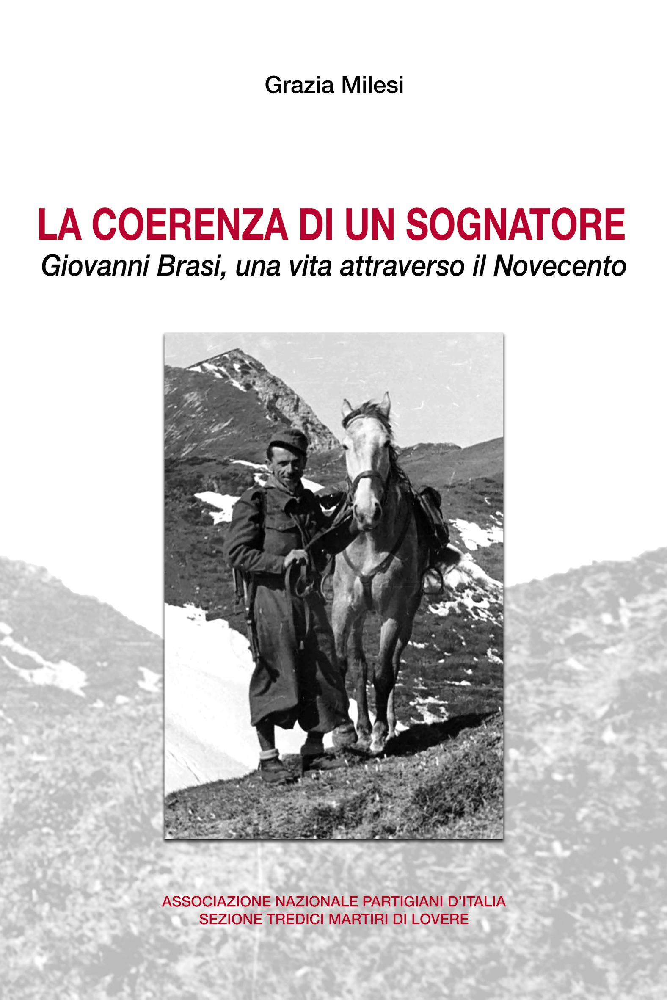 Grazia Milesi
LA COERENZA DI UN SOGNATORE
Giovanni Brasi, una vita attraverso il Novecento
ASSOCIAZIONE NAZIONALE PARTIGIANI D’ITALIA
SEZIONE TREDICI MARTIRI DI LOVERE